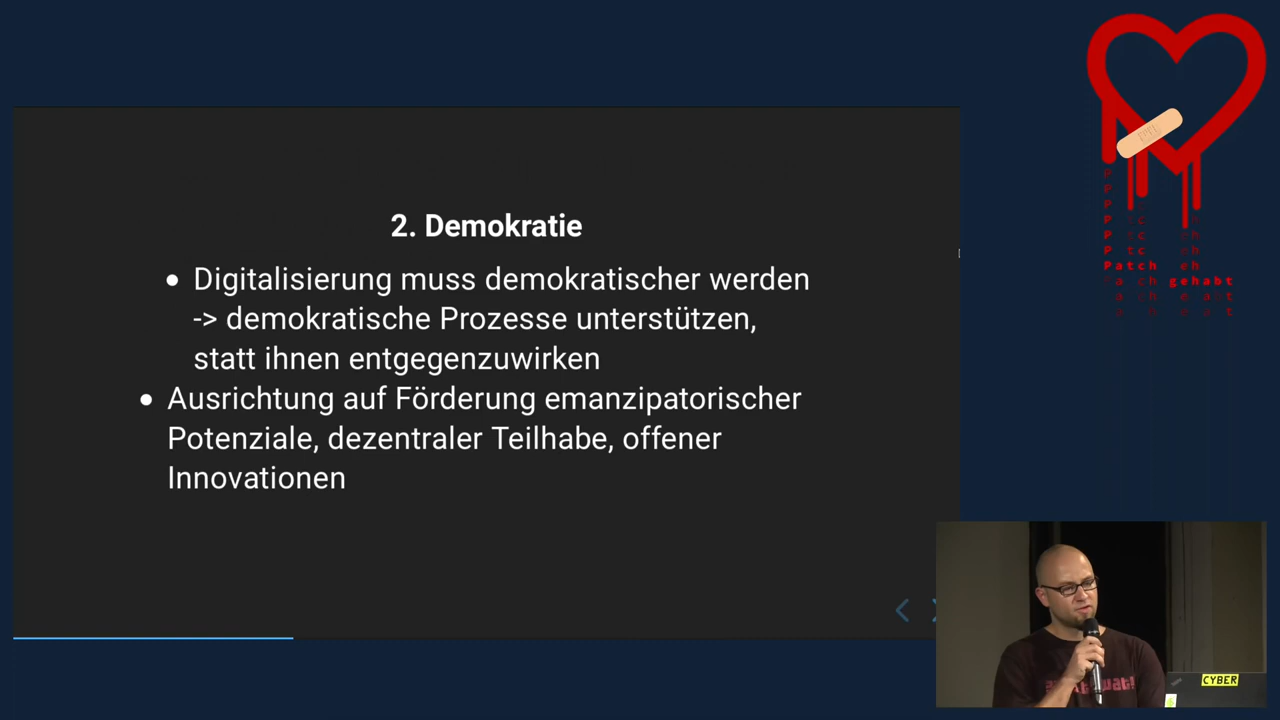 2. Demokratie
Digitalisierung muss demokratischer werden
-> demokratische Prozesse unterstützen,
statt ihnen entgegenzuwirken
Ausrichtung auf Förderung emanzipatorischer
Potenziale, dezentraler Teilhabe, offener
Innovationen
Patch
gehabt
CYBER